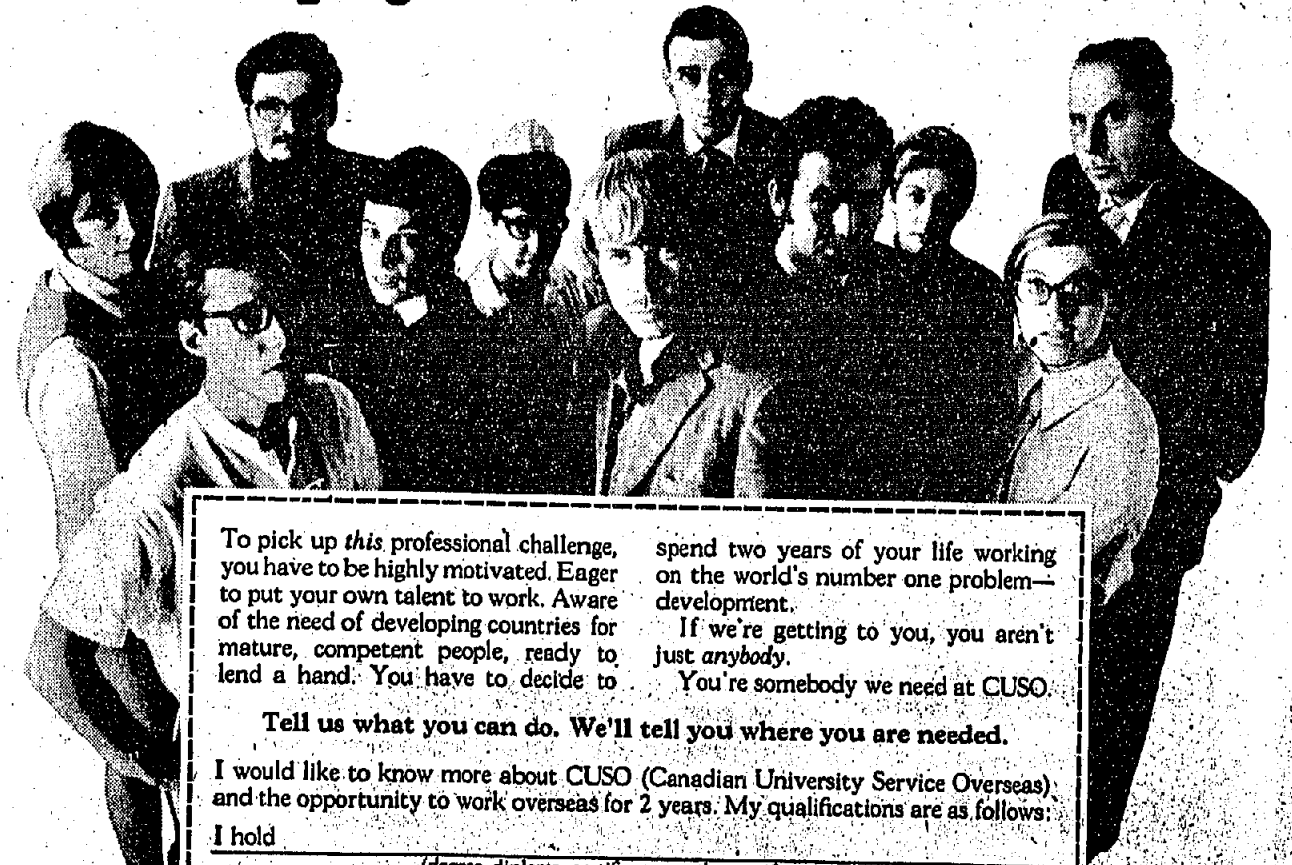 To pick up this professional challenge,
you have to be highly motivated. Eager
to put your own talent to work. Aware
of the need of developing countries for
mature, competent people, ready to
lend a hand. You have to decide to
spend two years of your life working
on the world's number one problem—
development.
If we're getting to you, you aren't
just anybody.
You're somebody we need at CUSO.
Tell us what you can do. We'll tell you where you are needed.
I would like to know more about CUSO (Canadian University Service Overseas)
and the opportunity to work overseas for 2 years. My qualifications are as follows:
I hold